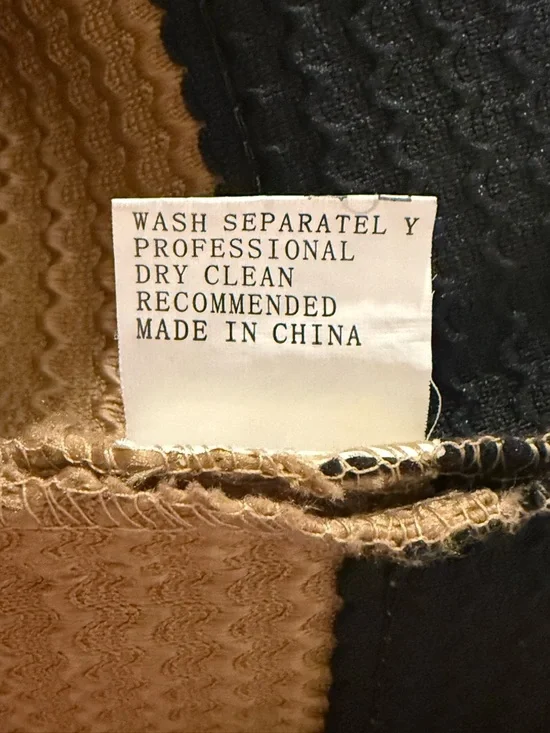 WASH SEPARATEL Y
PROFESSIONAL
DRY CLEAN
RECOMMENDED
MADE IN CHINA